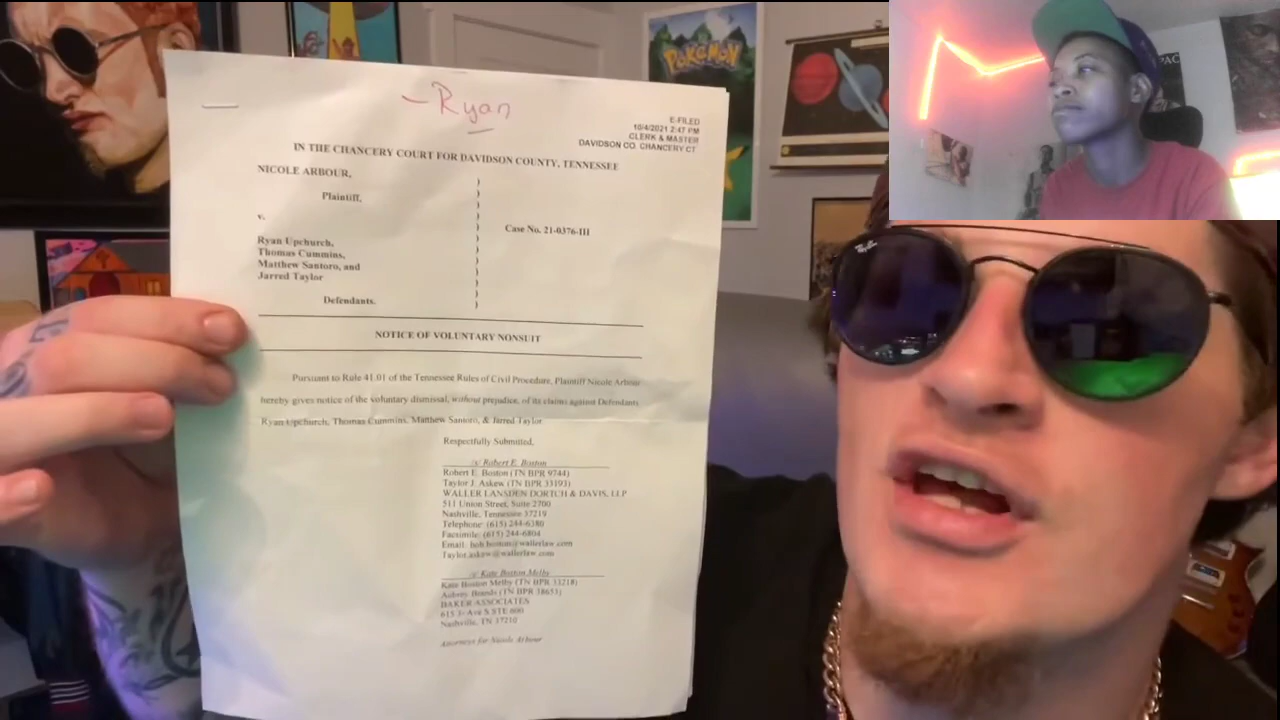 POKÉMON
PAC
- Ryan
E-FILED
10/4/2021 2:47 PM
CLERK & MASTER
DAVIDSON CO. CHANCERY CT
IN THE CHANCERY COURT FOR DAVIDSON COUNTY, TENNESSEE
NICOLE ARBOUR,
Plaintiff,
v.
Case No. 21-0376-III
Ryan Upchurch,
Thomas Cummins,
Matthew Santoro, and
Jarred Taylor
Defendants.
NOTICE OF VOLUNTARY NONSUIT
Pursuant to Rule 41.01 of the Tennessee Rules of Civil Procedure, Plaintiff Nicole Arbour
hereby gives notice of the voluntary dismissal, without prejudice, of its claims against Defendants
Ryan Upchurch, Thomas Cummins, Matthew Santoro, & Jarred Taylor
Respectfully Submitted,
/s/ Robert E. Boston
Robert E. Boston (TN BPR 9744)
Taylor J. Askew (TN BPR 33193)
WALLER LANSDEN DORTCH & DAVIS, LLP
511 Union Street, Suite 2700
Nashville, Tennessee 37219
Telephone: (615) 244-6380
Facsimile: (615) 244-6804
Email: bob.boston@wallerlaw.com
Taylor.askew@wallerlaw.com
/s/ Kate Boston Melby
Kate Boston Melby (TN BPR 33218)
Aubrey Brands (TN BPR 38653)
BAKER ASSOCIATES
Nashville, TN 37210
Attorneys for Nicole Arbour
Ray-Ban